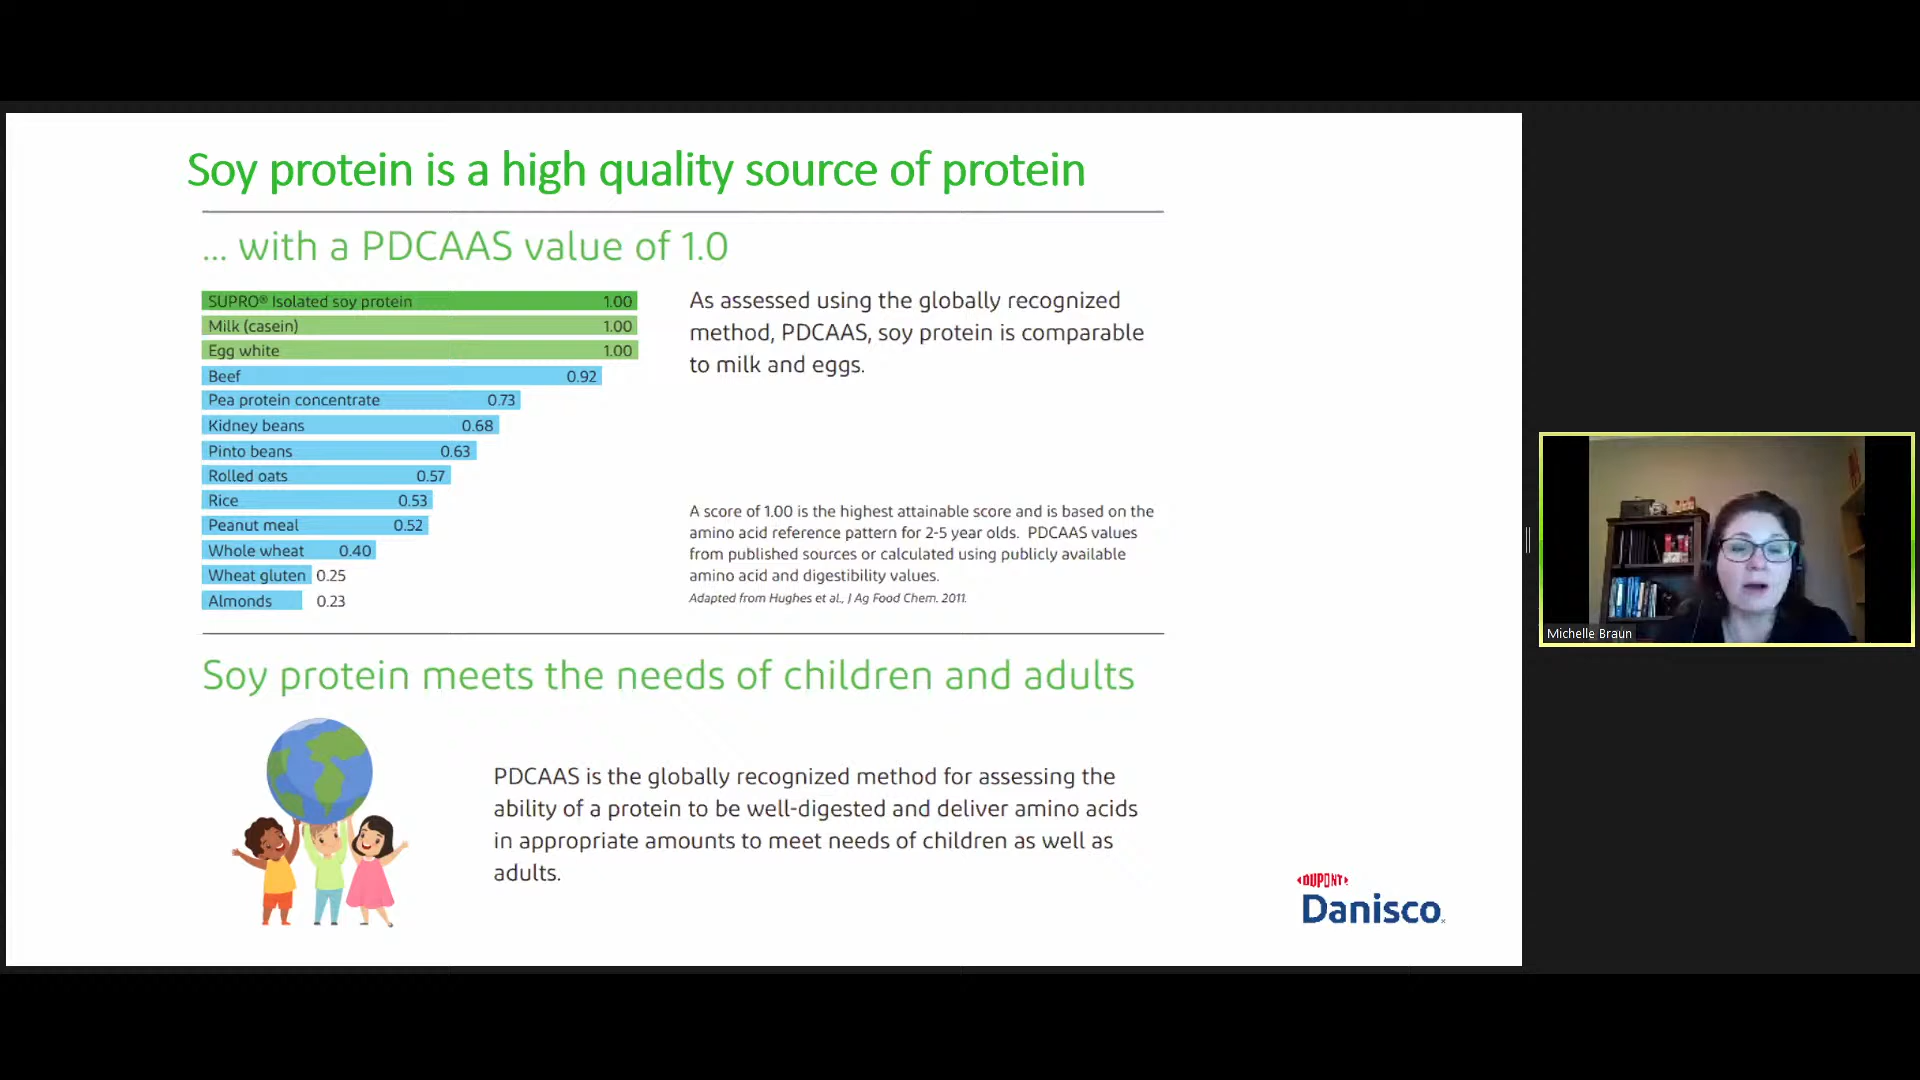 Soy protein is a high quality source of protein
... with a PDCAAS value of 1.0
SUPRO® Isolated soy protein 1.00
Milk (casein) 1.00
Egg white 1.00
Beef 0.92
Pea protein concentrate 0.73
Kidney beans 0.68
Pinto beans 0.63
Rolled oats 0.57
Rice 0.53
Peanut meal 0.52
Whole wheat 0.40
Wheat gluten 0.25
Almonds 0.23
As assessed using the globally recognized
method, PDCAAS, soy protein is comparable
to milk and eggs.
A score of 1.00 is the highest attainable score and is based on the
amino acid reference pattern for 2-5 year olds. PDCAAS values
from published sources or calculated using publicly available
amino acid and digestibility values.
Adapted from Hughes et al., J Ag Food Chem. 2011.
Soy protein meets the needs of children and adults
PDCAAS is the globally recognized method for assessing the
ability of a protein to be well-digested and deliver amino acids
in appropriate amounts to meet needs of children as well as
adults.
DUPONT
Danisco
Michelle Braun